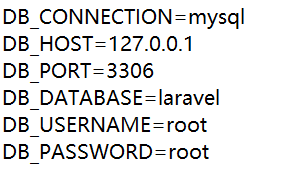 DB_CONNECTION=mysql
DB_HOST=127.0.0.1
DB_PORT=3306
DB_DATABASE=laravel
DB_USERNAME=root
DB_PASSWORD=root